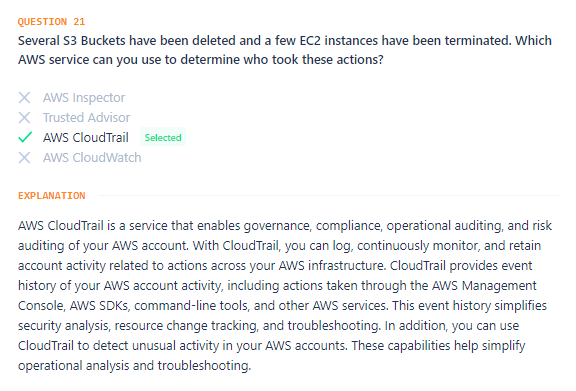 QUESTION 21
Several S3 Buckets have been deleted and a few EC2 instances have been terminated. Which
AWS service can you use to determine who took these actions?
AWS Inspector
Trusted Advisor
AWS CloudTrail Selected
AWS CloudWatch
EXPLANATION
AWS CloudTrail is a service that enables governance, compliance, operational auditing, and risk
auditing of your AWS account. With CloudTrail, you can log, continuously monitor, and retain
account activity related to actions across your AWS infrastructure. CloudTrail provides event
history of your AWS account activity, including actions taken through the AWS Management
Console, AWS SDKs, command-line tools, and other AWS services. This event history simplifies
security analysis, resource change tracking, and troubleshooting. In addition, you can use
CloudTrail to detect unusual activity in your AWS accounts. These capabilities help simplify
operational analysis and troubleshooting.